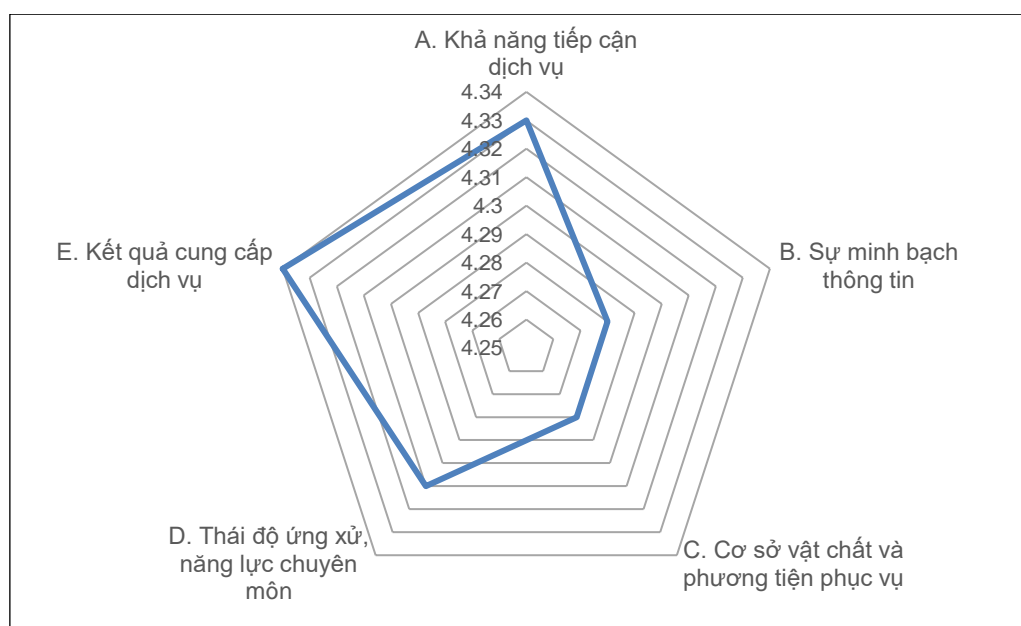 A. Khả năng tiếp cận
dịch vụ
4.34
4.33
4.32
4.31
4.3
4.29
4.28
4.27
4.26
4.25
B. Sự minh bạch
thông tin
C. Cơ sở vật chất và
phương tiện phục vụ
D. Thái độ ứng xử,
năng lực chuyên
môn
E. Kết quả cung cấp
dịch vụ